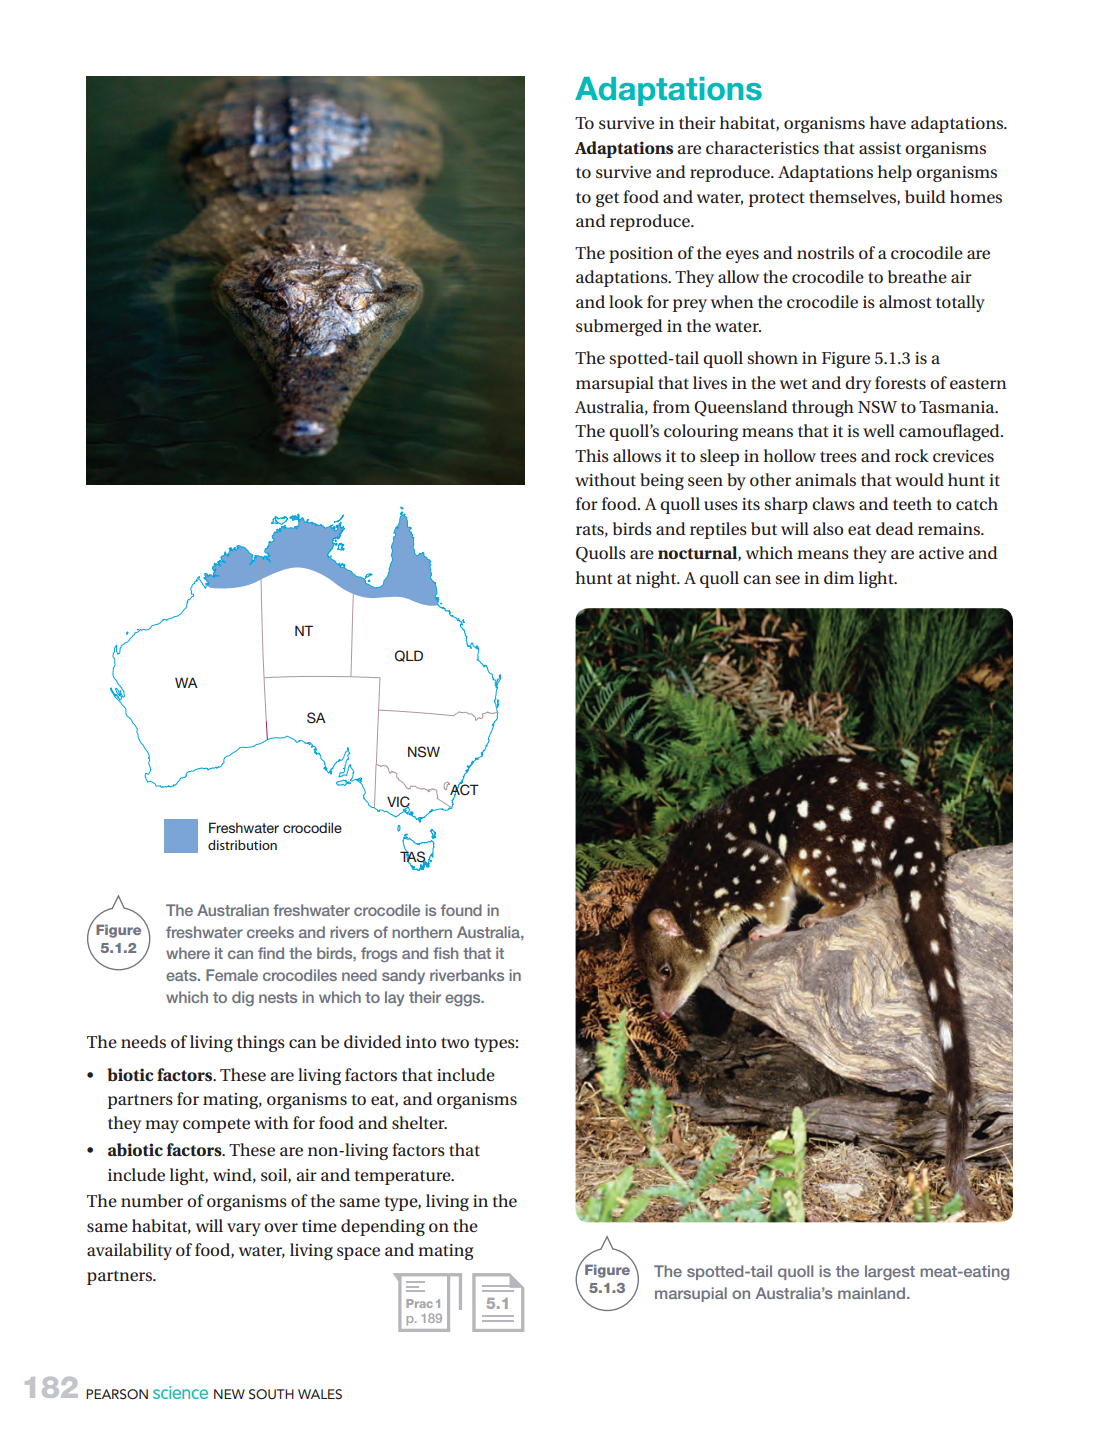 NT
QLD
WA
SA
NSW
ACT
VIC
TAS
Freshwater crocodile
distribution
Figure
5.1.2
The Australian freshwater crocodile is found in
freshwater creeks and rivers of northern Australia,
where it can find the birds, frogs and fish that it
eats. Female crocodiles need sandy riverbanks in
which to dig nests in which to lay their eggs.
The needs of living things can be divided into two types:
• biotic factors. These are living factors that include
partners for mating, organisms to eat, and organisms
they may compete with for food and shelter.
• abiotic factors. These are non-living factors that
include light, wind, soil, air and temperature.
The number of organisms of the same type, living in the
same habitat, will vary over time depending on the
availability of food, water, living space and mating
partners.
Prac 1
p. 189
5.1
Adaptations
To survive in their habitat, organisms have adaptations.
Adaptations are characteristics that assist organisms
to survive and reproduce. Adaptations help organisms
to get food and water, protect themselves, build homes
and reproduce.
The position of the eyes and nostrils of a crocodile are
adaptations. They allow the crocodile to breathe air
and look for prey when the crocodile is almost totally
submerged in the water.
The spotted-tail quoll shown in Figure 5.1.3 is a
marsupial that lives in the wet and dry forests of eastern
Australia, from Queensland through NSW to Tasmania.
The quoll's colouring means that it is well camouflaged.
This allows it to sleep in hollow trees and rock crevices
without being seen by other animals that would hunt it
for food. A quoll uses its sharp claws and teeth to catch
rats, birds and reptiles but will also eat dead remains.
Quolls are nocturnal, which means they are active and
hunt at night. A quoll can see in dim light.
Figure
5.1.3
The spotted-tail quoll is the largest meat-eating
marsupial on Australia's mainland.
182 PEARSON science NEW SOUTH WALES